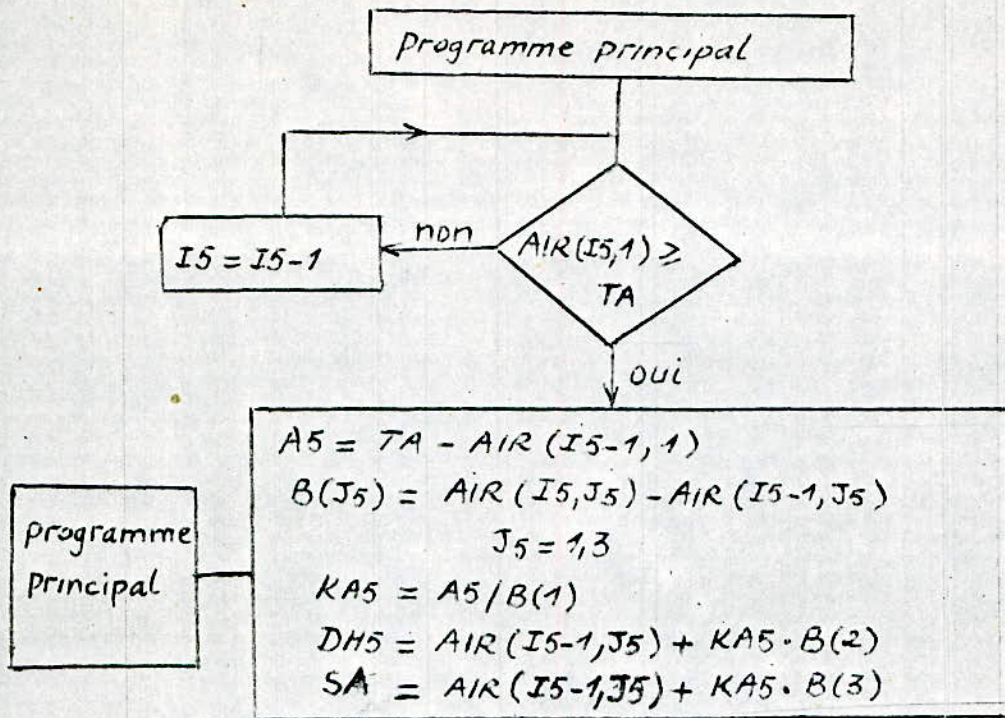 programme principal
non
I5 = I5-1
AIR(I5,1) ≥
TA
oui
A5 = TA - AIR (I5-1, 1)
B(J5) = AIR (I5,J5) - AIR (I5-1, J5)
J5 = 1,3
KA5 = A5/B(1)
DH5 = AIR (I5-1,J5) + KA5 · B(2)
SA = AIR (I5-1,J5) + KA5 · B(3)
programme
principal